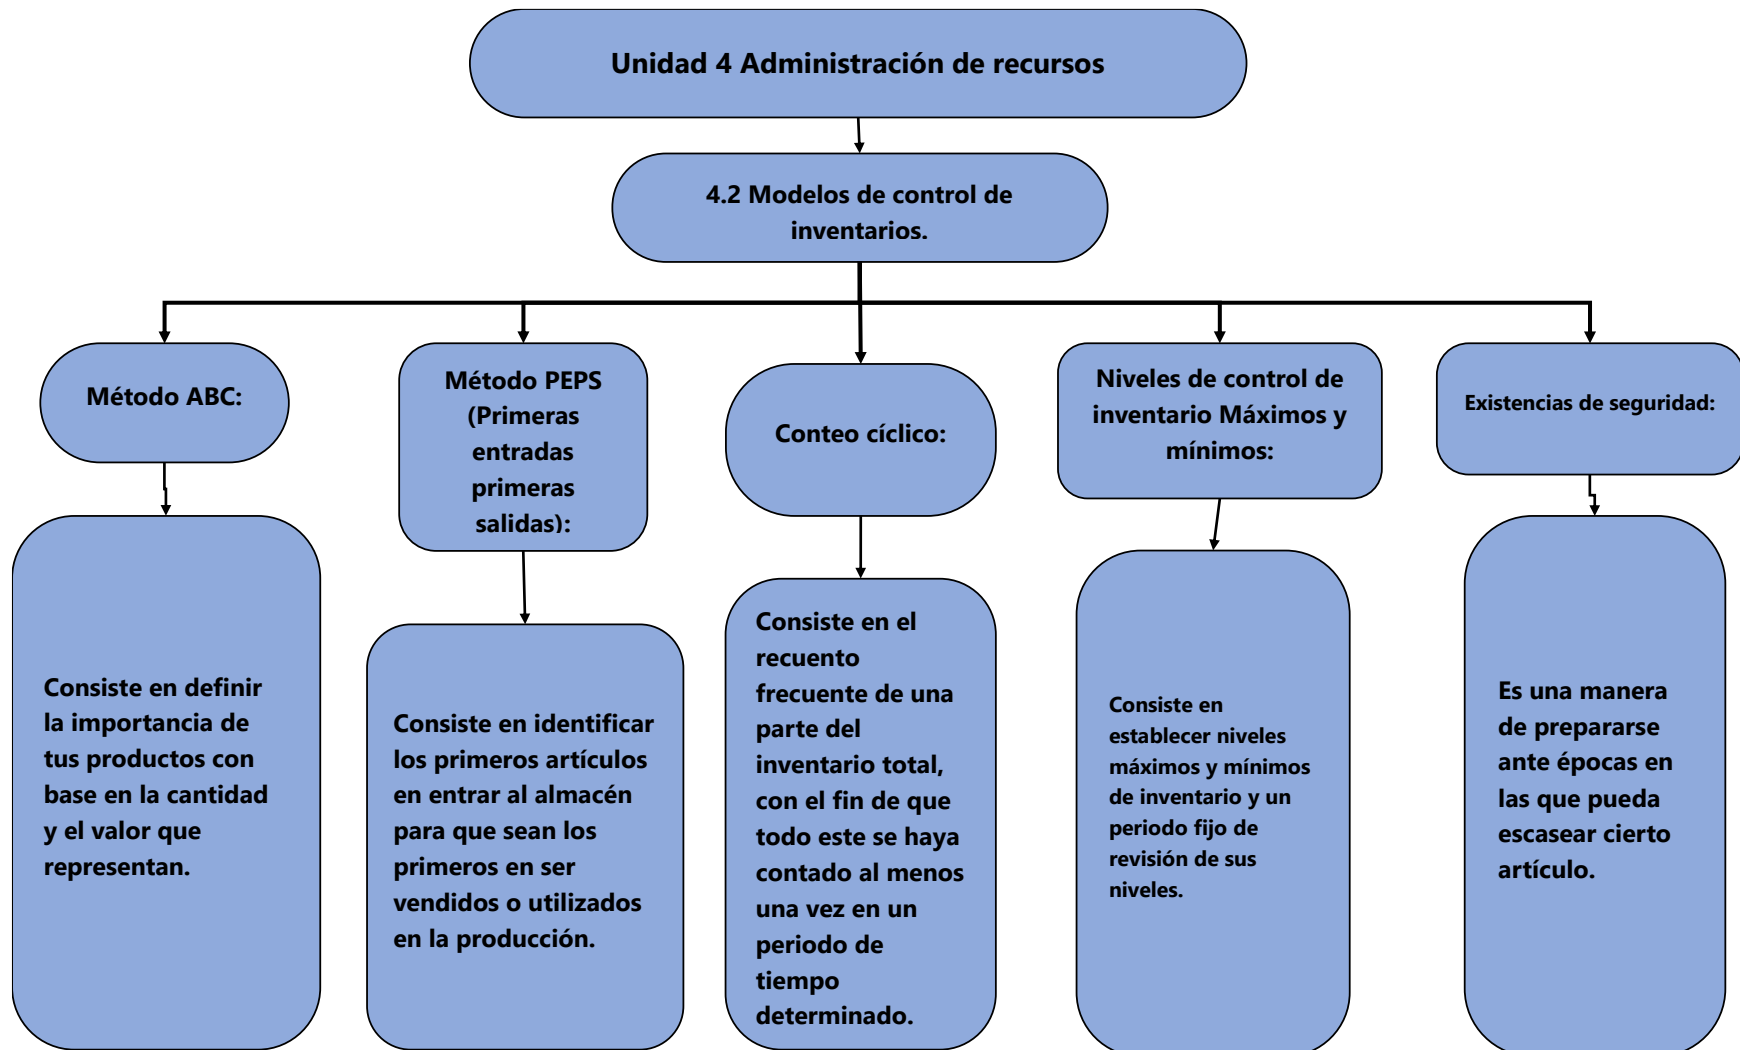 Unidad 4 Administración de recursos
4.2 Modelos de control de
inventarios.
Método ABC:
Método PEPS
(Primeras
entradas
primeras
salidas):
Conteo cíclico:
Niveles de control de
inventario Máximos y
mínimos:
Existencias de seguridad:
Consiste en definir
la importancia de
tus productos con
base en la cantidad
y el valor que
representan.
Consiste en identificar
los primeros artículos
en entrar al almacén
para que sean los
primeros en ser
vendidos o utilizados
en la producción.
Consiste en el
recuento
frecuente de una
parte del
inventario total,
con el fin de que
todo este se haya
contado al menos
una vez en un
periodo de
tiempo
determinado.
Consiste en
establecer niveles
máximos y mínimos
de inventario y un
periodo fijo de
revisión de sus
niveles.
Es una manera
de prepararse
ante épocas en
las que pueda
escasear cierto
artículo.